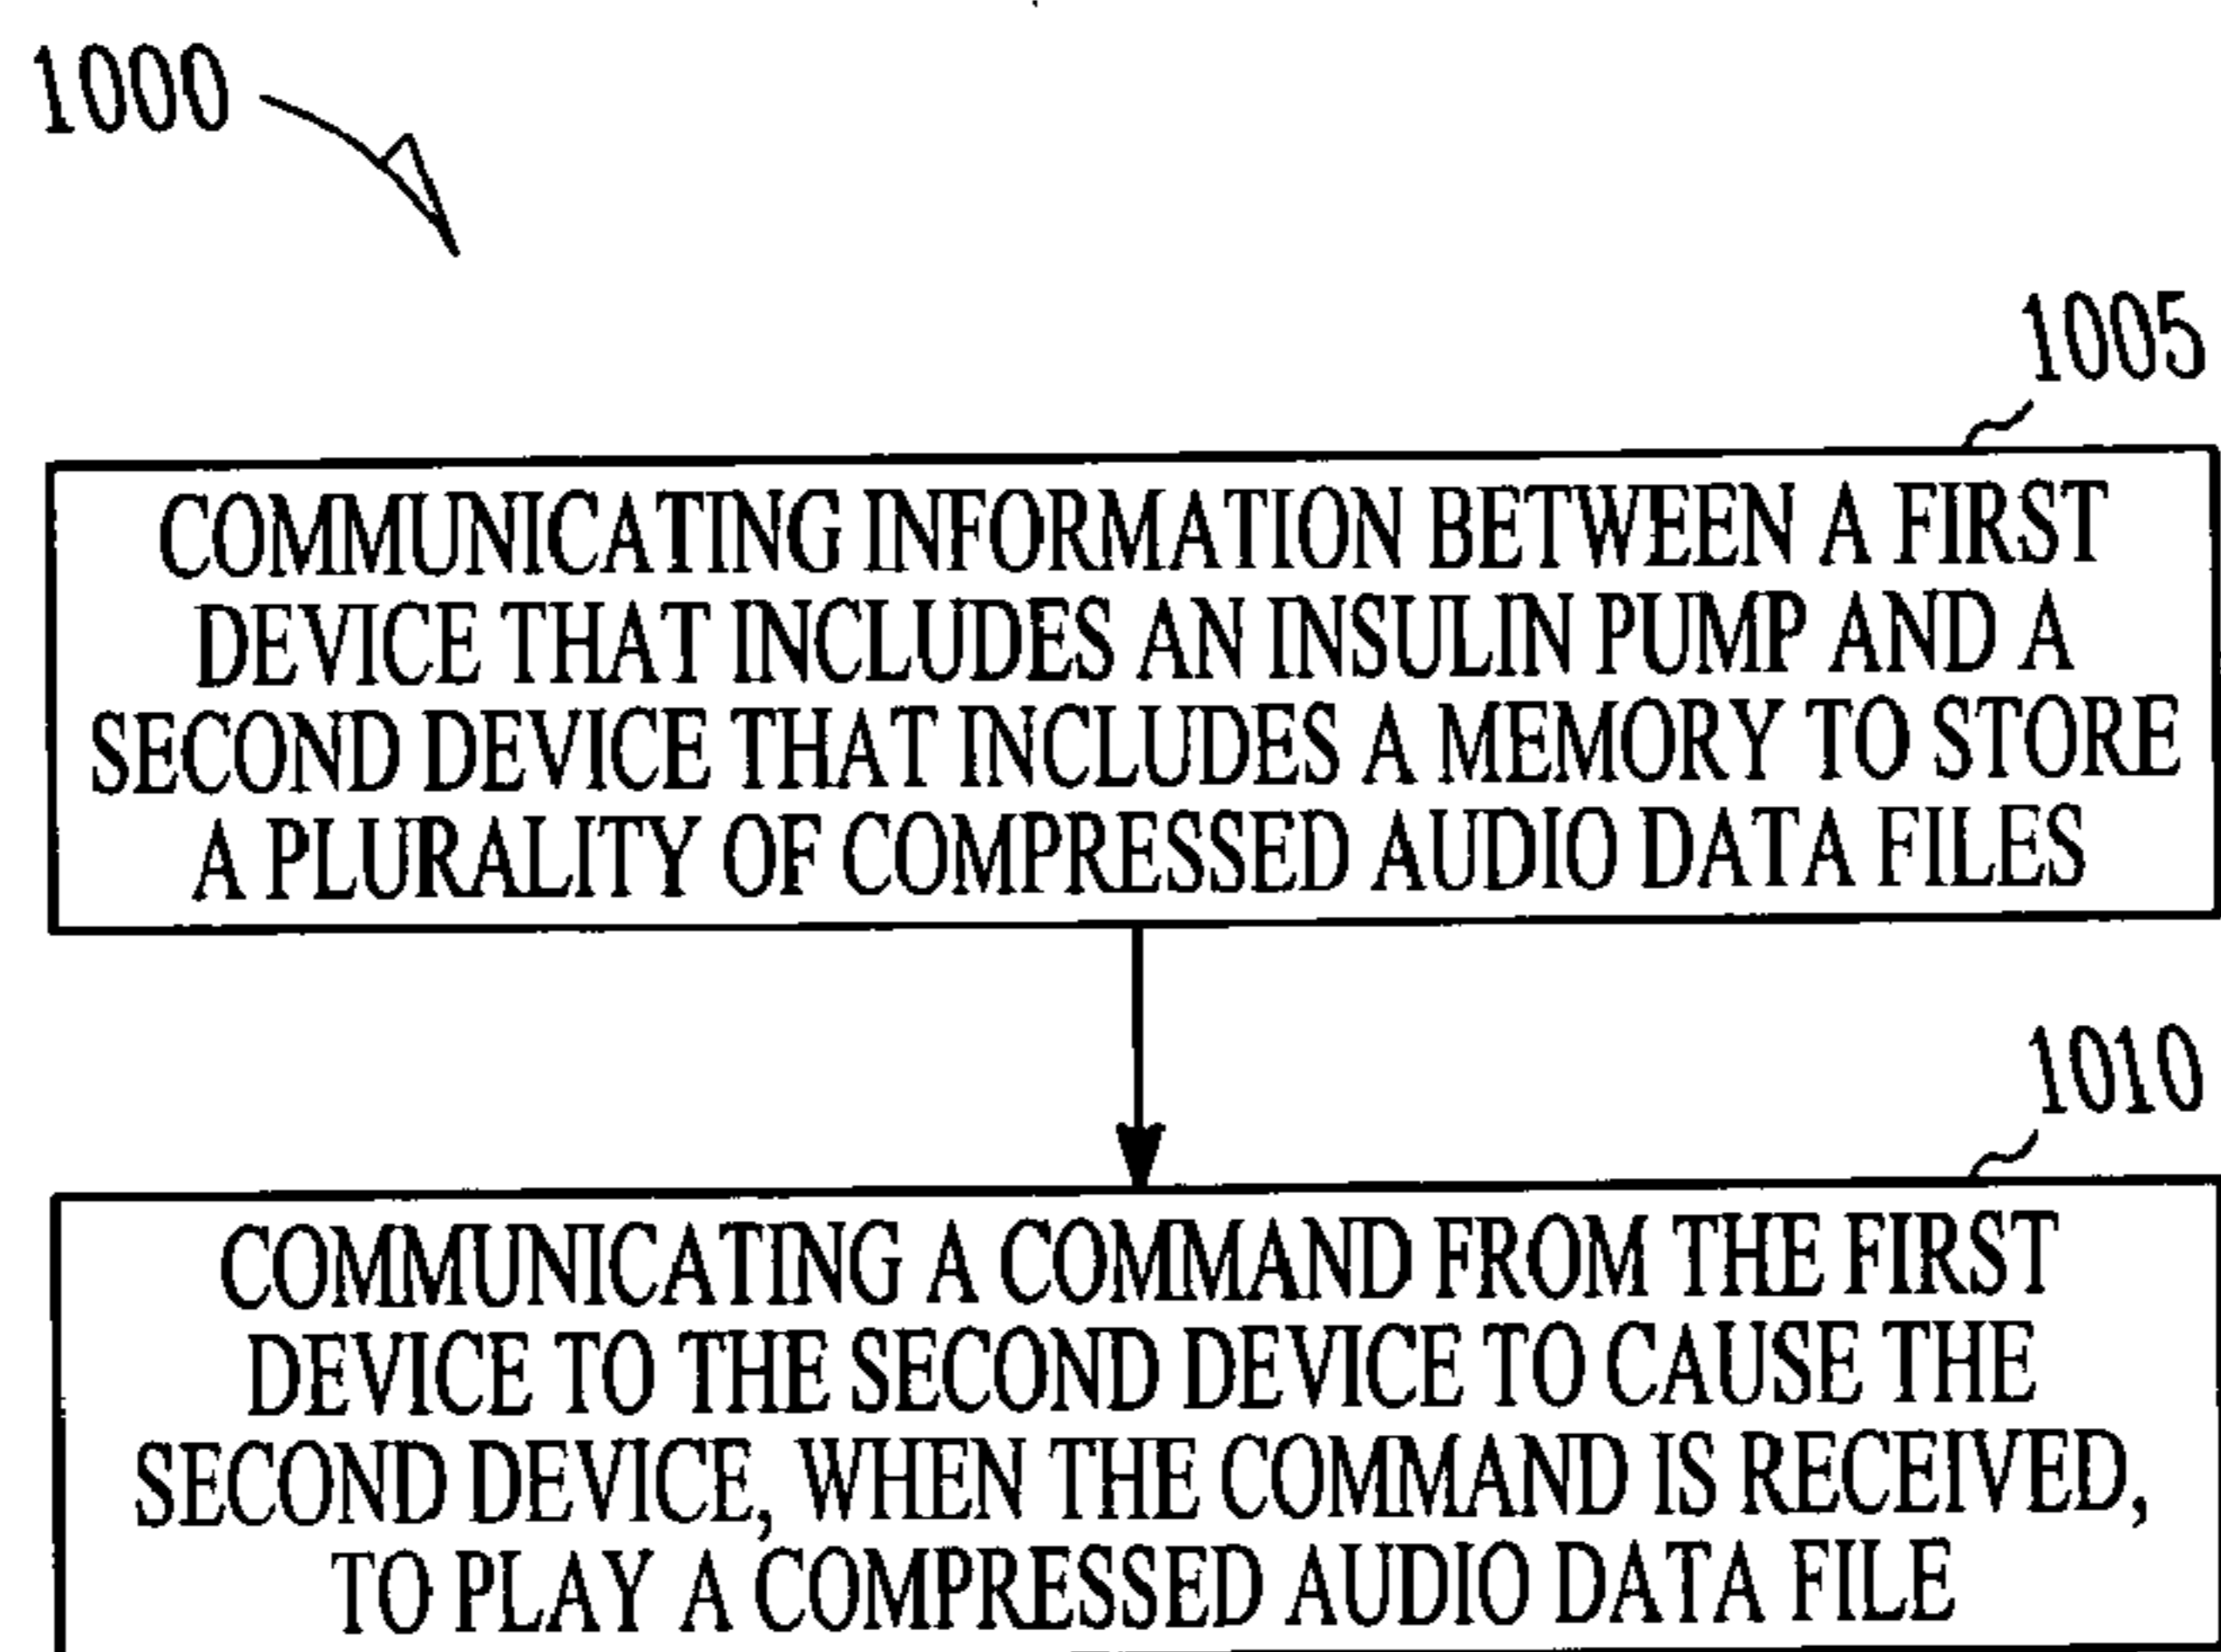 1000
1005
COMMUNICATING INFORMATION BETWEEN A FIRST
DEVICE THAT INCLUDES AN INSULIN PUMP AND A
SECOND DEVICE THAT INCLUDES A MEMORY TO STORE
A PLURALITY OF COMPRESSED AUDIO DATA FILES
1010
COMMUNICATING A COMMAND FROM THE FIRST
DEVICE TO THE SECOND DEVICE TO CAUSE THE
SECOND DEVICE, WHEN THE COMMAND IS RECEIVED,
TO PLAY A COMPRESSED AUDIO DATA FILE